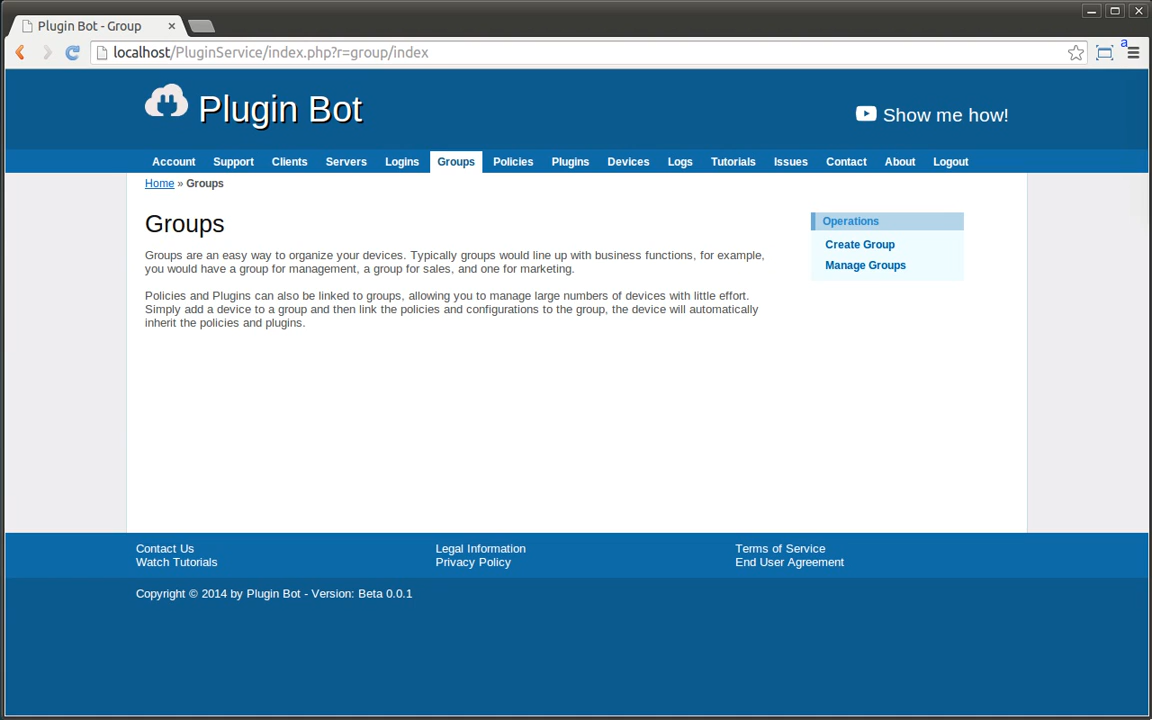 Plugin Bot - Group
localhost/PluginService/index.php?r=group/index
a
Plugin Bot
Show me how!
Account Support Clients Servers Logins Groups Policies Plugins Devices Logs Tutorials Issues Contact About Logout
Home » Groups
Groups
Groups are an easy way to organize your devices. Typically groups would line up with business functions, for example,
you would have a group for management, a group for sales, and one for marketing.
Policies and Plugins can also be linked to groups, allowing you to manage large numbers of devices with little effort.
Simply add a device to a group and then link the policies and configurations to the group, the device will automatically
inherit the policies and plugins.
Operations
Create Group
Manage Groups
Contact Us
Watch Tutorials
Legal Information
Privacy Policy
Terms of Service
End User Agreement
Copyright © 2014 by Plugin Bot - Version: Beta 0.0.1